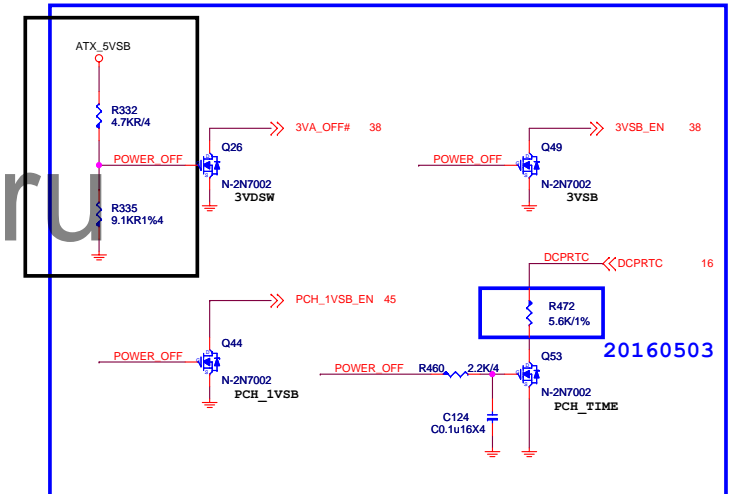 ATX_5VSB
R332
4.7KR/4
POWER_OFF
R335
9.1KR1%4
ru
3VA_OFF# 38
Q26
N-2N7002
3VDSW
3VSB_EN 38
POWER_OFF
Q49
N-2N7002
3VSB
PCH_1VSB_EN 45
POWER_OFF
Q44
N-2N7002
PCH_1VSB
DCPRTC
DCPRTC 16
R472
5.6K/1%
20160503
POWER_OFF
R460 2.2K/4
Q53
N-2N7002
PCH_TIME
C124
C0.1u16X4